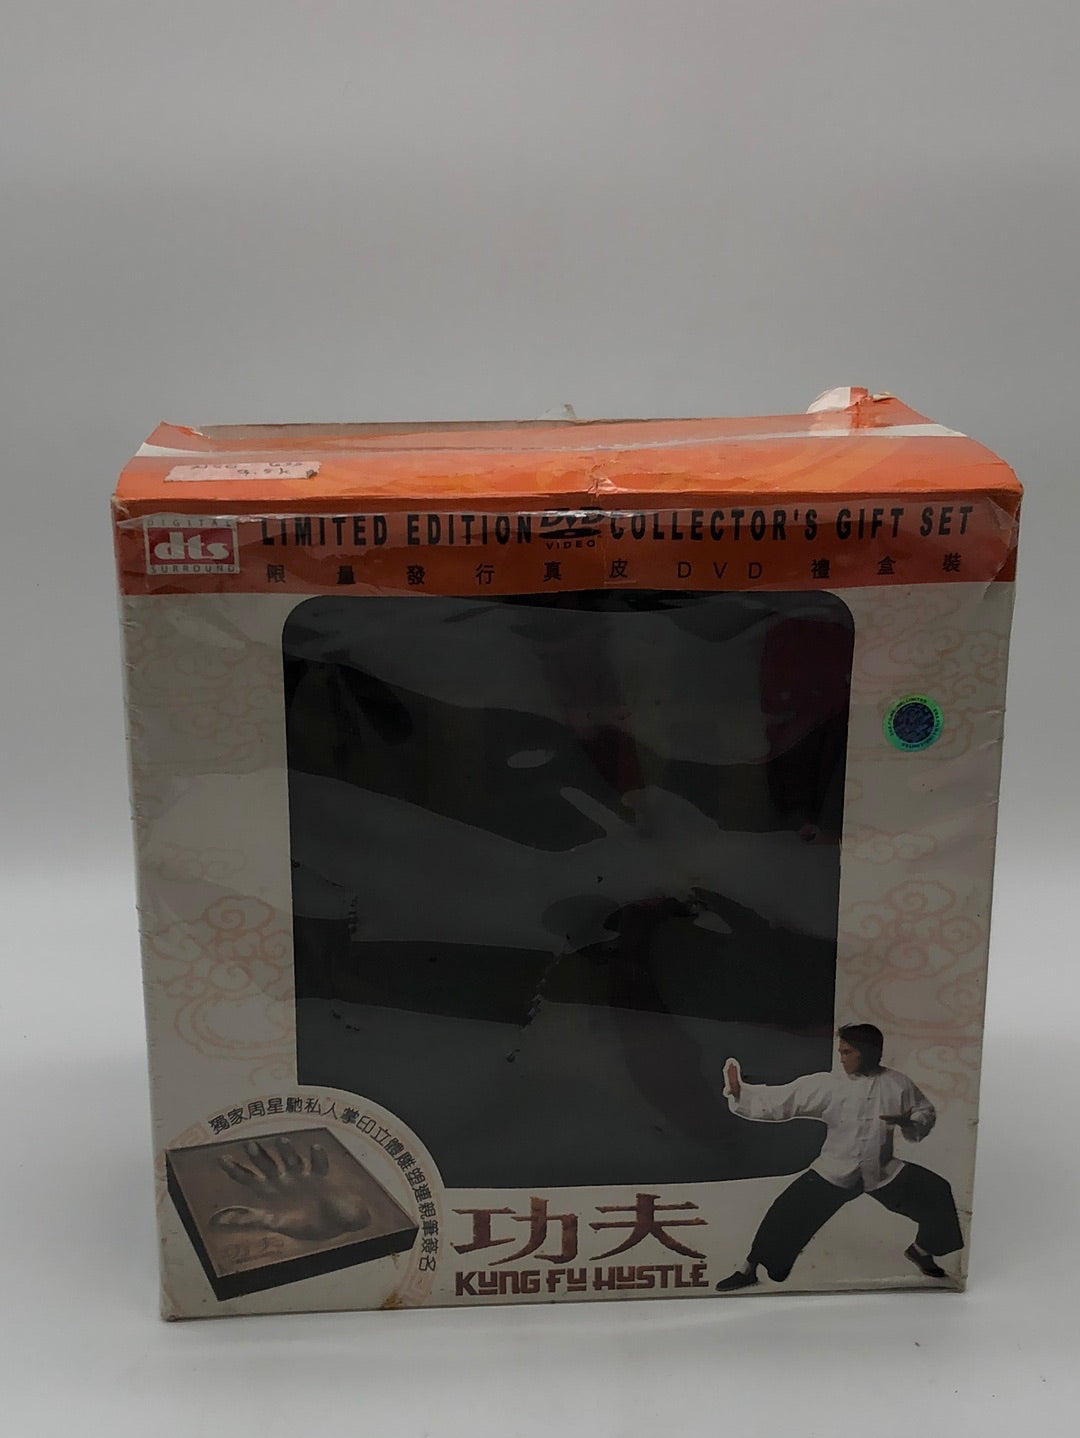 DIGITAL
dts
SURROUND
LIMITED EDITION DVD VIDEO COLLECTOR'S GIFT SET
限量發行真皮DVD禮盒裝
獨家周星馳私人掌印立體雕塑連親筆簽名
功夫
KUNG FU HUSTLE